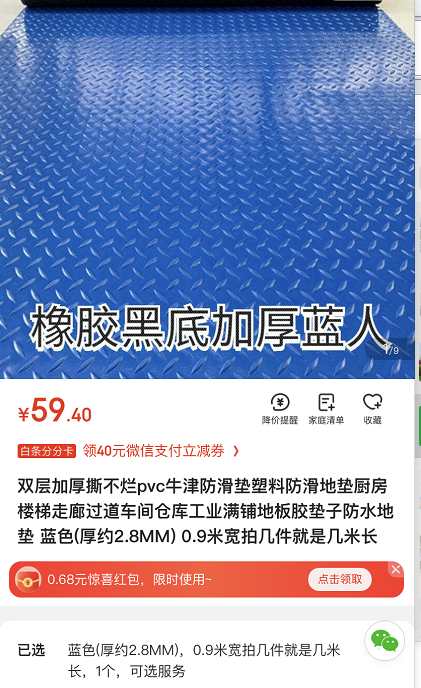 橡胶黑底加厚蓝人
1/9
¥59.40
降价提醒
家庭清单
收藏
白条分分卡 领40元微信支付立减券
双层加厚撕不烂pvc牛津防滑垫塑料防滑地垫厨房
楼梯走廊过道车间仓库工业满铺地板胶垫子防水地
垫 蓝色(厚约2.8MM) 0.9米宽拍几件就是几米长
0.68元惊喜红包，限时使用~
点击领取
已选 蓝色(厚约2.8MM)，0.9米宽拍几件就是几米
长，1个，可选服务